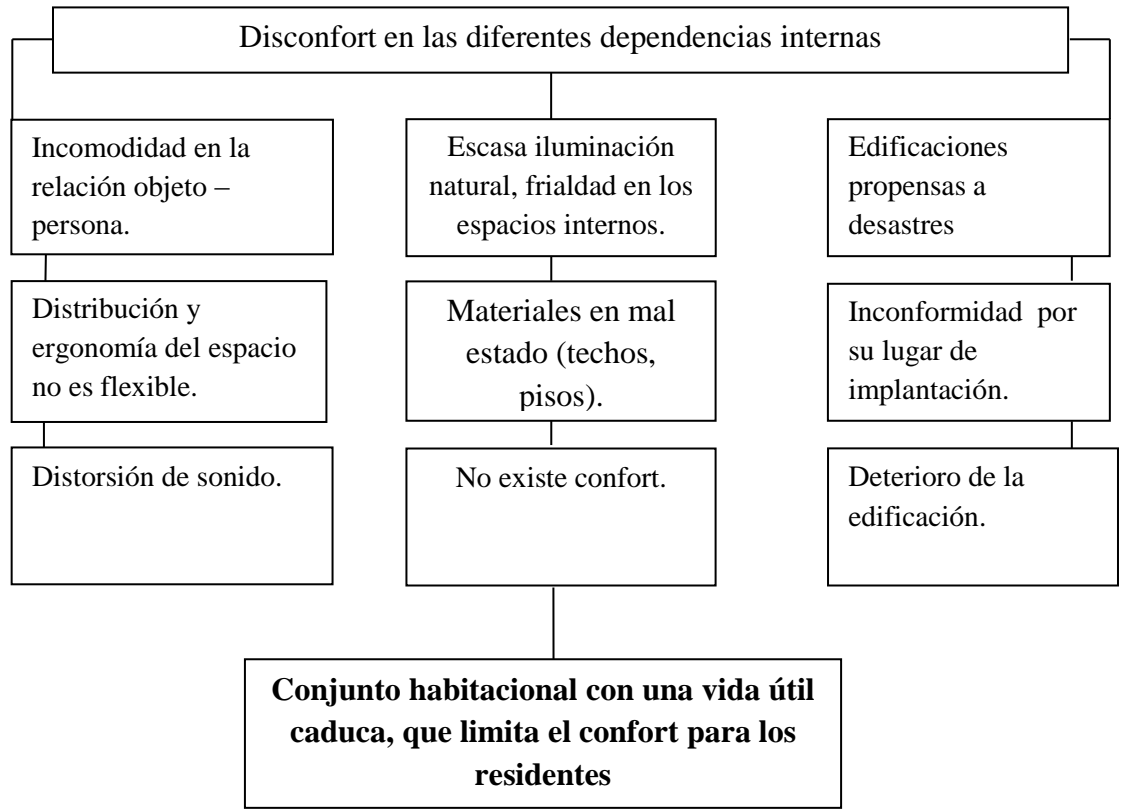 Disconfort en las diferentes dependencias internas
Incomodidad en la
relación objeto –
persona.
Escasa iluminación
natural, frialdad en los
espacios internos.
Edificaciones
propensas a
desastres
Distribución y
ergonomía del espacio
no es flexible.
Materiales en mal
estado (techos,
pisos).
Inconformidad por
su lugar de
implantación.
Distorsión de sonido.
No existe confort.
Deterioro de la
edificación.
Conjunto habitacional con una vida útil
caduca, que limita el confort para los
residentes